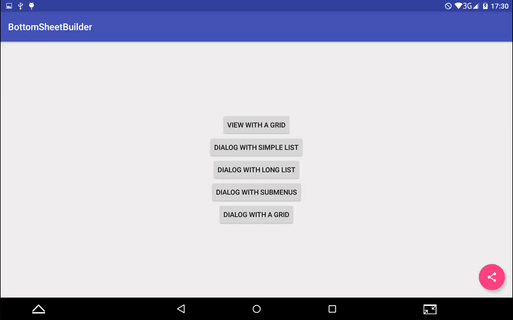 3G 17:30
BottomSheetBuilder
VIEW WITH A GRID
DIALOG WITH SIMPLE LIST
DIALOG WITH LONG LIST
DIALOG WITH SUBMENUS
DIALOG WITH A GRID